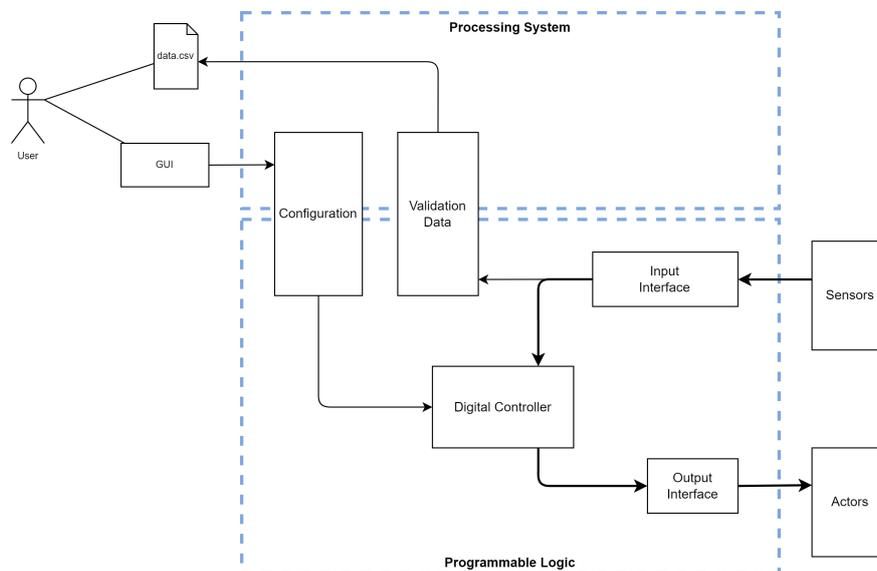 Processing System
data.csv
User
GUI
Configuration
Validation
Data
Input
Interface
Sensors
Digital Controller
Output
Interface
Actors
Programmable Logic